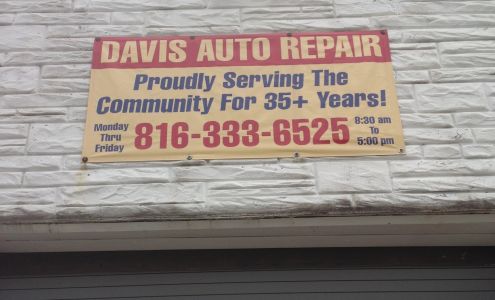 DAVIS AUTO REPAIR
Proudly Serving The
Community For 35+ Years!
Monday
Thru
Friday
816-333-6525
8:30 am
To
5:00 pm